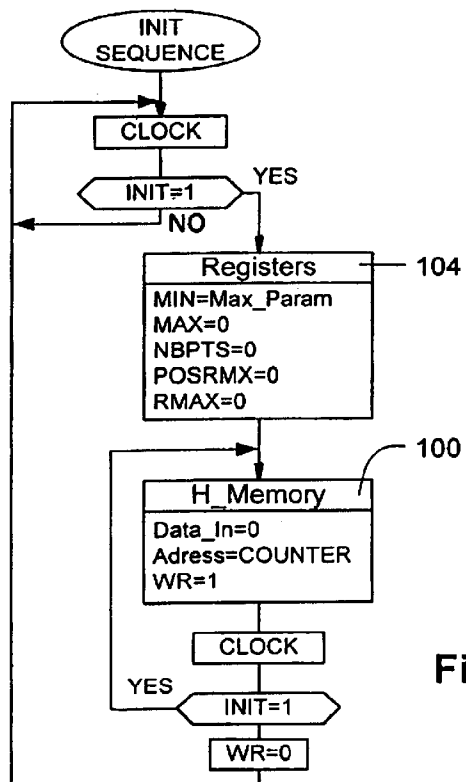 INIT
SEQUENCE
CLOCK
INIT=1
YES
NO
Registers
104
MIN=Max_Param
MAX=0
NBPTS=0
POSRMX=0
RMAX=0
100
H_Memory
Data_In=0
Adress=COUNTER
WR=1
CLOCK
YES
INIT=1
WR=0
Fi